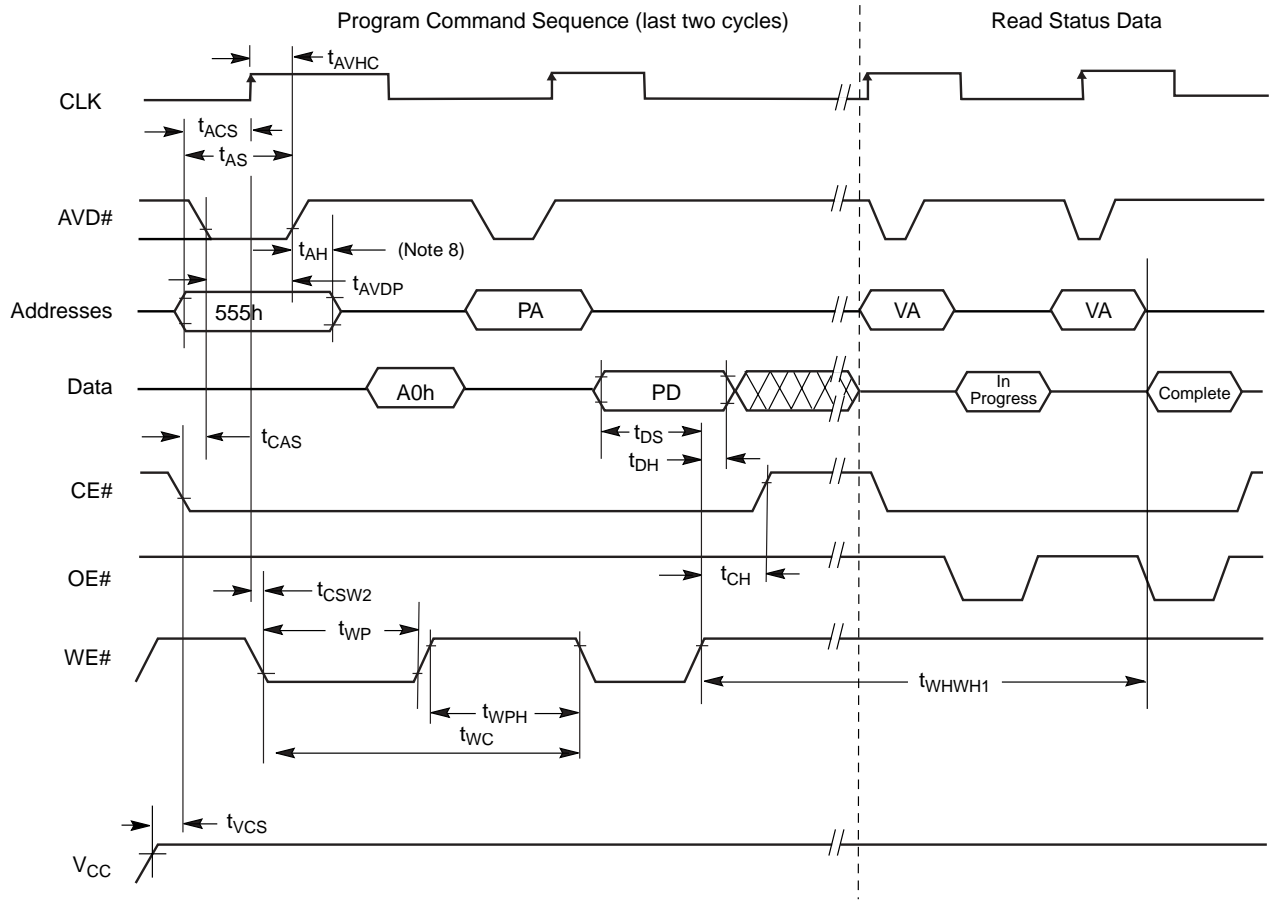 Program Command Sequence (last two cycles)
Read Status Data
tAVHC
CLK
tACS
tAS
AVD#
tAH
(Note 8)
tAVDP
Addresses
555h
PA
VA
VA
Data
A0h
PD
In
Progress
Complete
tCAS
tDS
tDH
CE#
OE#
tCH
tCSW2
tWP
WE#
tWHWH1
tWPH
tWC
tVCS
VCC